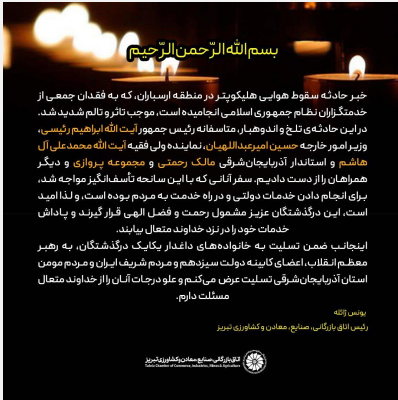 بسم الله الرّحمن الرّحیم
خبر حادثه سقوط هوایی هلیکوپتر در منطقه ارسباران، که به فقدان جمعی از
خدمتگزاران نظام جمهوری اسلامی انجامیده است، موجب تاثر و تالم شدید شد.
در این حادثه‌ی تلخ و اندوهبار، متاسفانه رئیس جمهور آیت الله ابراهیم رئیسی،
وزیر امور خارجه حسین امیرعبداللهیان، نماینده ولی فقیه آیت الله محمدعلی آل
هاشم و استاندار آذربایجان‌شرقی مالک رحمتی و مجموعه پروازی و دیگر
همراهان را از دست دادیم. سفر آنانی که با این سانحه تأسف‌انگیز مواجه شد،
برای انجام دادن خدمات دولتی و در راه خدمت به مردم بوده است، و لذا امید
است، این درگذشتگان عزیز مشمول رحمت و فضل الهی قرار گیرند و پاداش
خدمات خود را در نزد خداوند متعال بیابند.
اینجانب ضمن تسلیت به خانواده‌های داغدار یکایک درگذشتگان، به رهبر
معظم انقلاب، اعضای کابینه دولت سیزدهم و مردم شریف ایران و مردم مومن
استان آذربایجان‌شرقی تسلیت عرض می‌کنم و علو درجات آنان را از خداوند متعال
مسئلت دارم.
یونس ژائله
رئیس اتاق بازرگانی، صنایع، معادن و کشاورزی تبریز
اتاق بازرگانی، صنایع، معادن و کشاورزی تبریز
Tabriz Chamber of Commerce, Industries, Mines & Agriculture